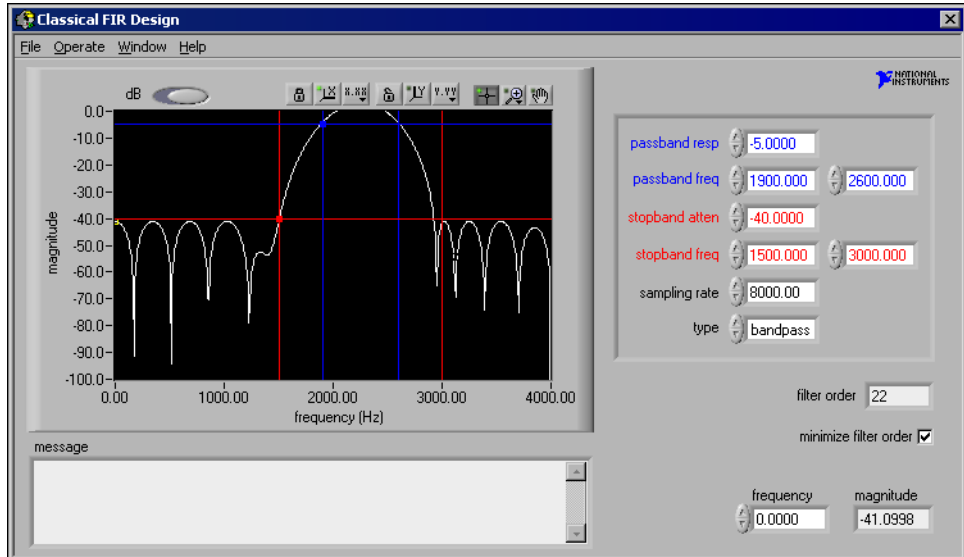 Classical FIR Design
File Operate Window Help
dB
X X.XX Y Y.YY
NATIONAL
INSTRUMENTS
0.0
-10.0
-20.0
-30.0
-40.0
-50.0
-60.0
-70.0
-80.0
-90.0
-100.0
magnitude
0.00 1000.00 2000.00 3000.00 4000.00
frequency (Hz)
passband resp -5.0000
passband freq 1900.000 2600.000
stopband atten -40.0000
stopband freq 1500.000 3000.000
sampling rate 8000.00
type bandpass
filter order 22
minimize filter order
message
frequency magnitude
0.0000 -41.0998